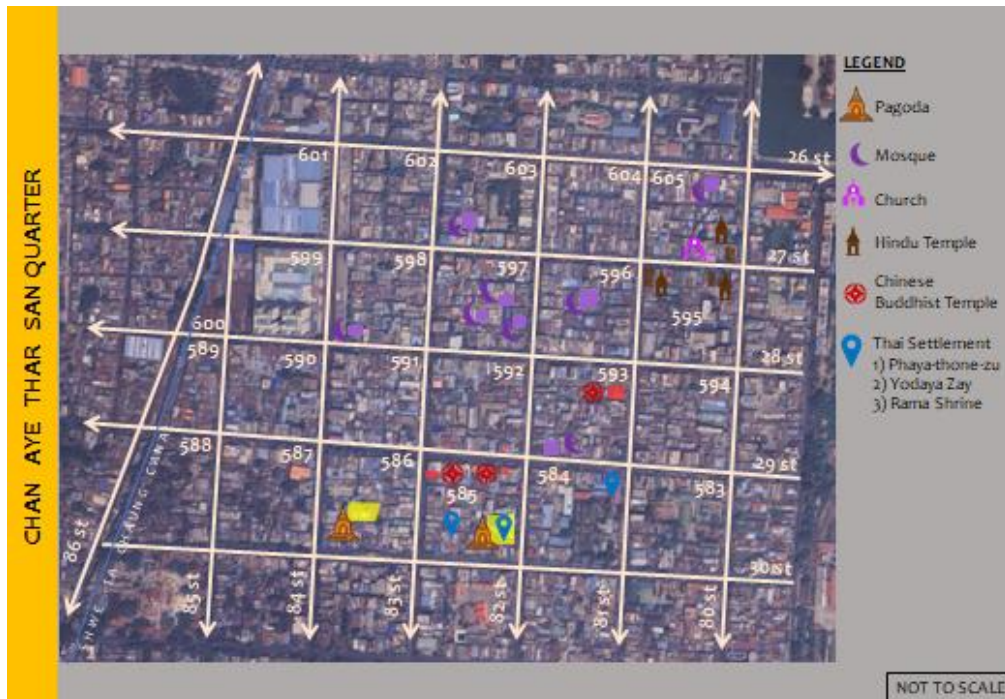 CHAN AYE THAR SAN QUARTER
LEGEND
Pagoda
Mosque
Church
Hindu Temple
Chinese
Buddhist Temple
Thai Settlement
1) Phaya-thone-zu
2) Yodaya Zay
3) Rama Shrine
601
602
603
604
605
26 st
599
598
597
596
27 st
595
600
589
590
591
592
593
594
28 st
588
587
586
585
584
583
29 st
30 st
86 st
SHWE TA CHAUNG CANAL
85 st
84 st
83 st
82 st
81 st
80 st
NOT TO SCALE